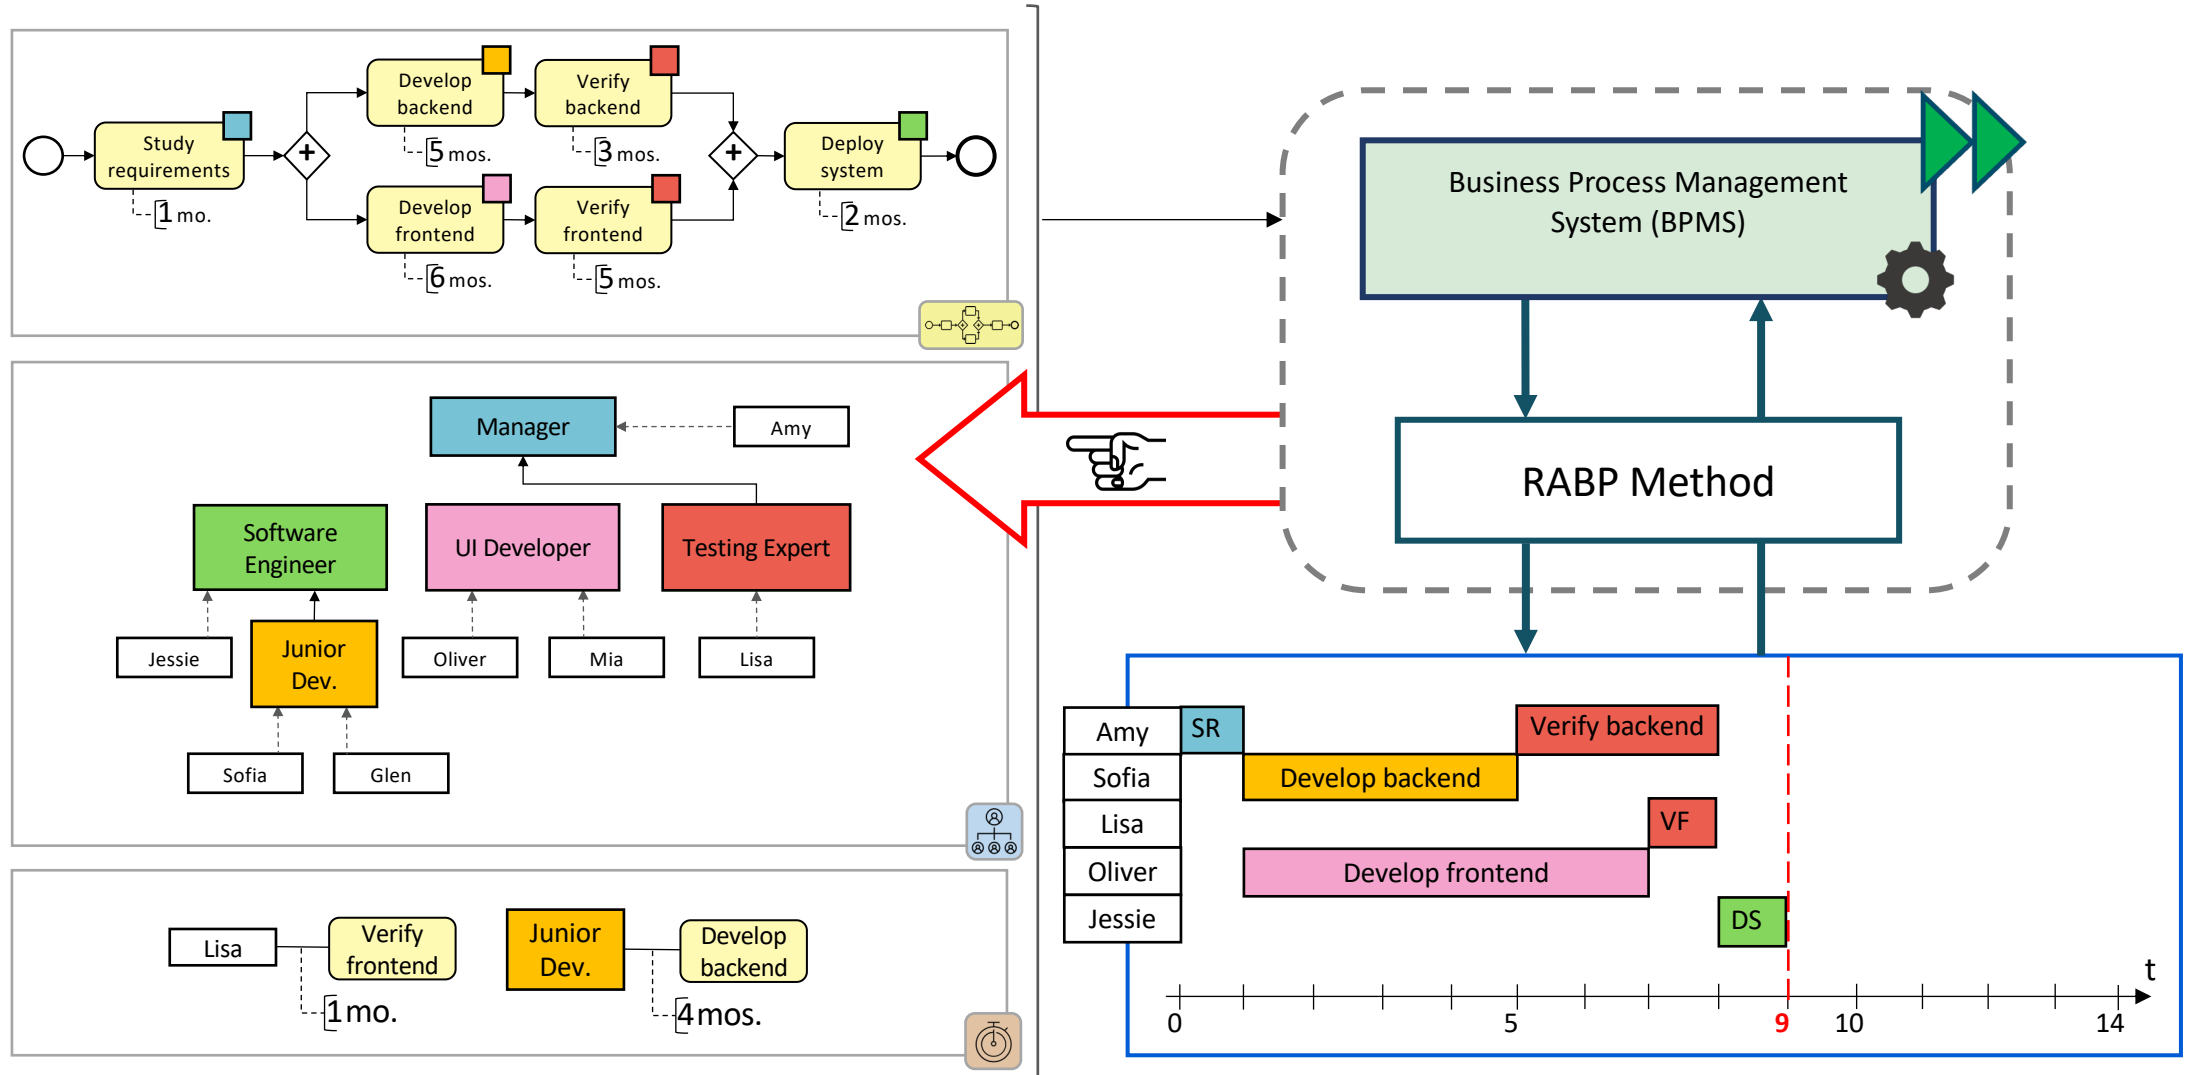 Develop
backend
Verify
backend
Study
requirements
Deploy
system
5 mos.
3 mos.
Develop
frontend
Verify
frontend
1 mo.
2 mos.
6 mos.
5 mos.
Manager
Amy
Software
Engineer
UI Developer
Testing Expert
Jessie
Junior
Dev.
Oliver
Mia
Lisa
Sofia
Glen
Lisa
Verify
frontend
1 mo.
Junior
Dev.
Develop
backend
4 mos.
Business Process Management
System (BPMS)
RABP Method
Amy
SR
Verify backend
Sofia
Develop backend
Lisa
VF
Oliver
Develop frontend
Jessie
DS
t
0 5 9 10 14